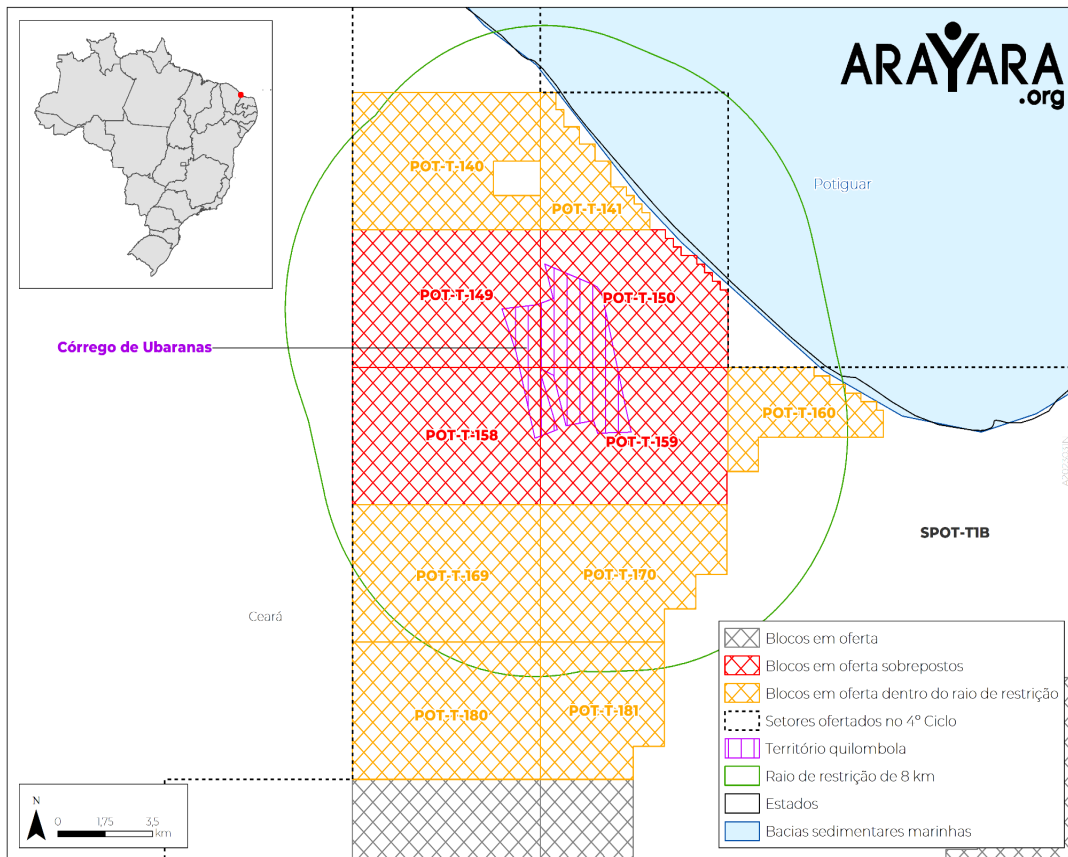 ARAYARA
.org
POT-T-140
Potiguar
POT-T-141
POT-T-149
POT-T-150
Córrego de Ubaranas
POT-T-160
POT-T-158
POT-T-159
SPOT-T1B
POT-T-169
POT-T-170
Ceará
POT-T-180
POT-T-181
Blocos em oferta
Blocos em oferta sobrepostos
Blocos em oferta dentro do raio de restrição
Setores ofertados no 4º Ciclo
Território quilombola
Raio de restrição de 8 km
Estados
Bacias sedimentares marinhas
N
0 1,75 3,5
km